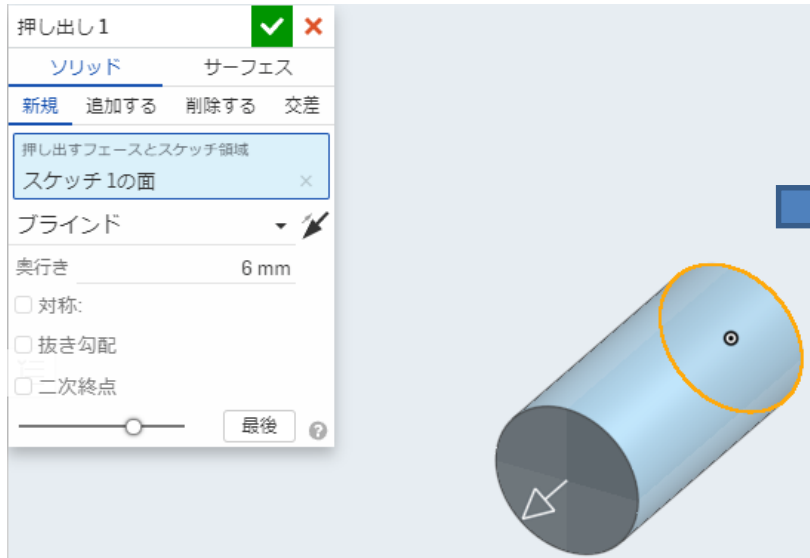 押し出し 1
ソリッド サーフェス
新規 追加する 削除する 交差
押し出すフェースとスケッチ領域
スケッチ 1の面
ブラインド
奥行き 6 mm
対称:
抜き勾配
二次終点
最後